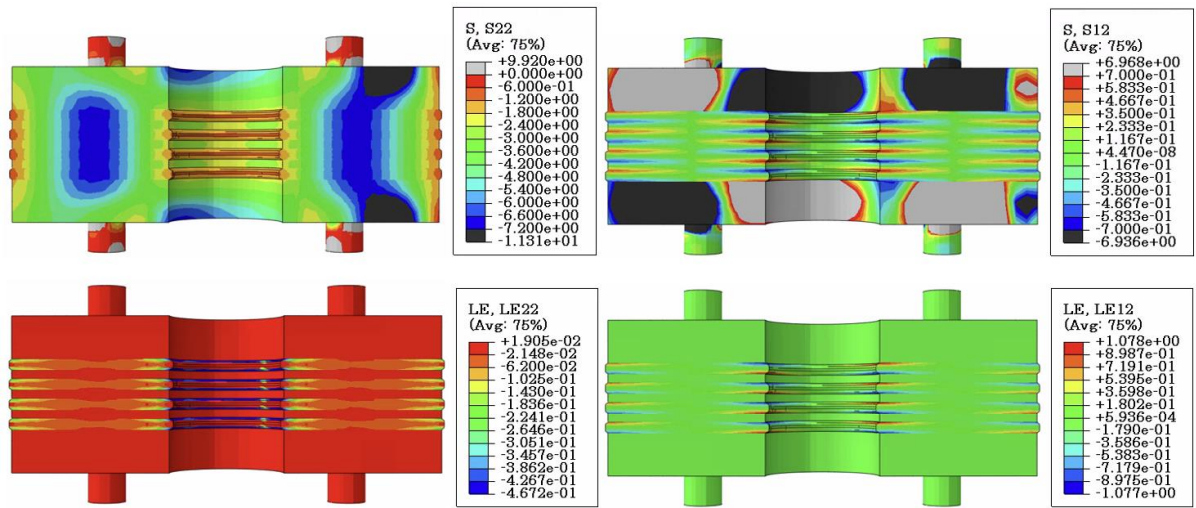 S, S22
(Avg: 75%)
+9.920e+00
+0.000e+00
-6.000e-01
-1.200e+00
-1.800e+00
-2.400e+00
-3.000e+00
-3.600e+00
-4.200e+00
-4.800e+00
-5.400e+00
-6.000e+00
-6.600e+00
-7.200e+00
-1.131e+01
S, S12
(Avg: 75%)
+6.968e+00
+7.000e-01
+5.833e-01
+4.667e-01
+3.500e-01
+2.333e-01
+1.167e-01
+4.470e-08
-1.167e-01
-2.333e-01
-3.500e-01
-4.667e-01
-5.833e-01
-7.000e-01
-6.936e+00
LE, LE22
(Avg: 75%)
+1.905e-02
-2.148e-02
-6.200e-02
-1.025e-01
-1.430e-01
-1.836e-01
-2.241e-01
-2.646e-01
-3.051e-01
-3.457e-01
-3.862e-01
-4.267e-01
-4.672e-01
LE, LE12
(Avg: 75%)
+1.078e+00
+8.987e-01
+7.191e-01
+5.395e-01
+3.598e-01
+1.802e-01
+5.936e-04
-1.790e-01
-3.586e-01
-5.383e-01
-7.179e-01
-8.975e-01
-1.077e+00